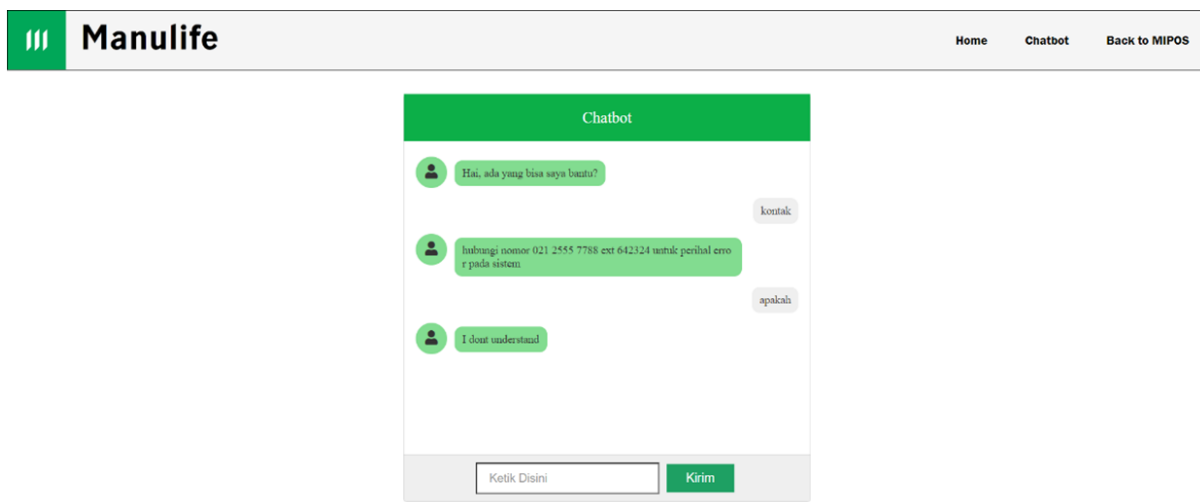 Manulife
Home Chatbot Back to MIPOS
Chatbot
Hai, ada yang bisa saya bantu?
kontak
hubungi nomor 021 2555 7788 ext 642324 untuk perihal erro
r pada sistem
apakah
I dont understand
Ketik Disini
Kirim